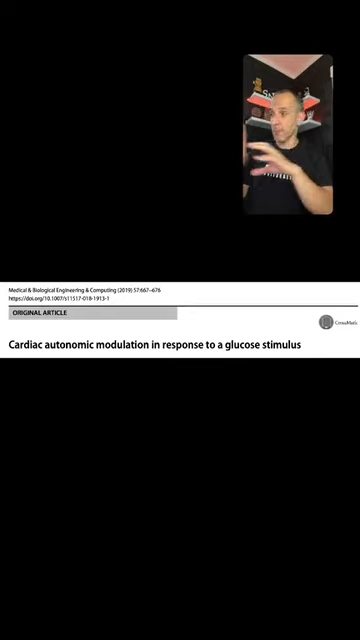 Medical & Biological Engineering & Computing (2019) 57:667–676
https://doi.org/10.1007/s11517-018-1913-1
ORIGINAL ARTICLE
CrossMark
Cardiac autonomic modulation in response to a glucose stimulus